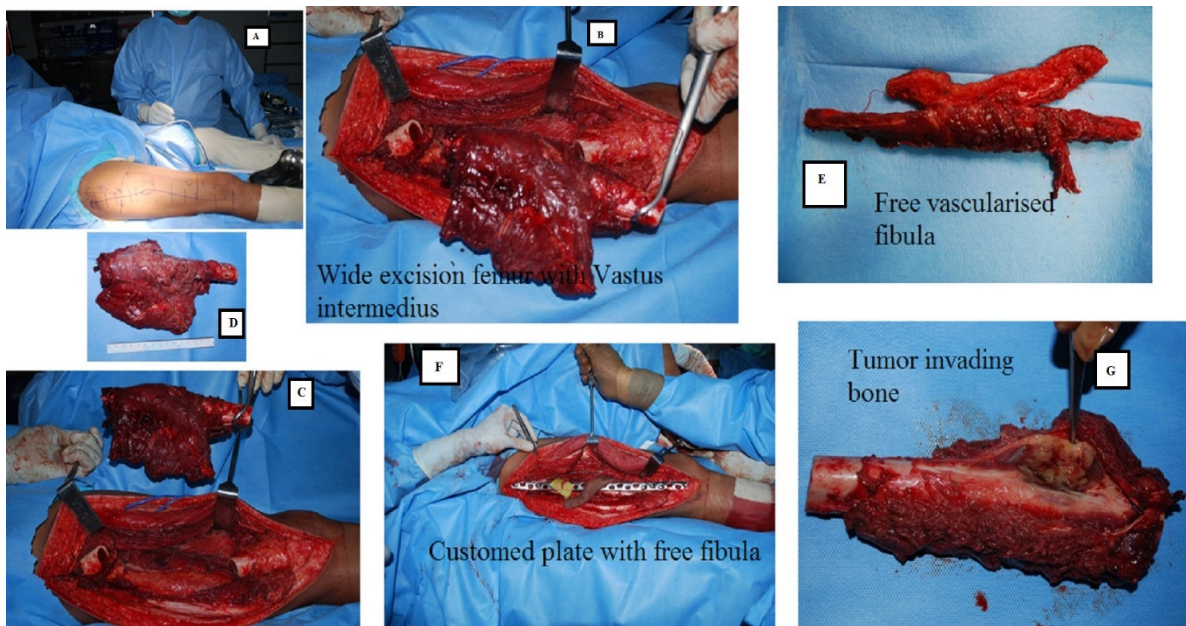 A
B
Wide excision femur with Vastus
intermedius
E
Free vascularised
fibula
D
C
F
Customed plate with free fibula
Tumor invading
bone
G